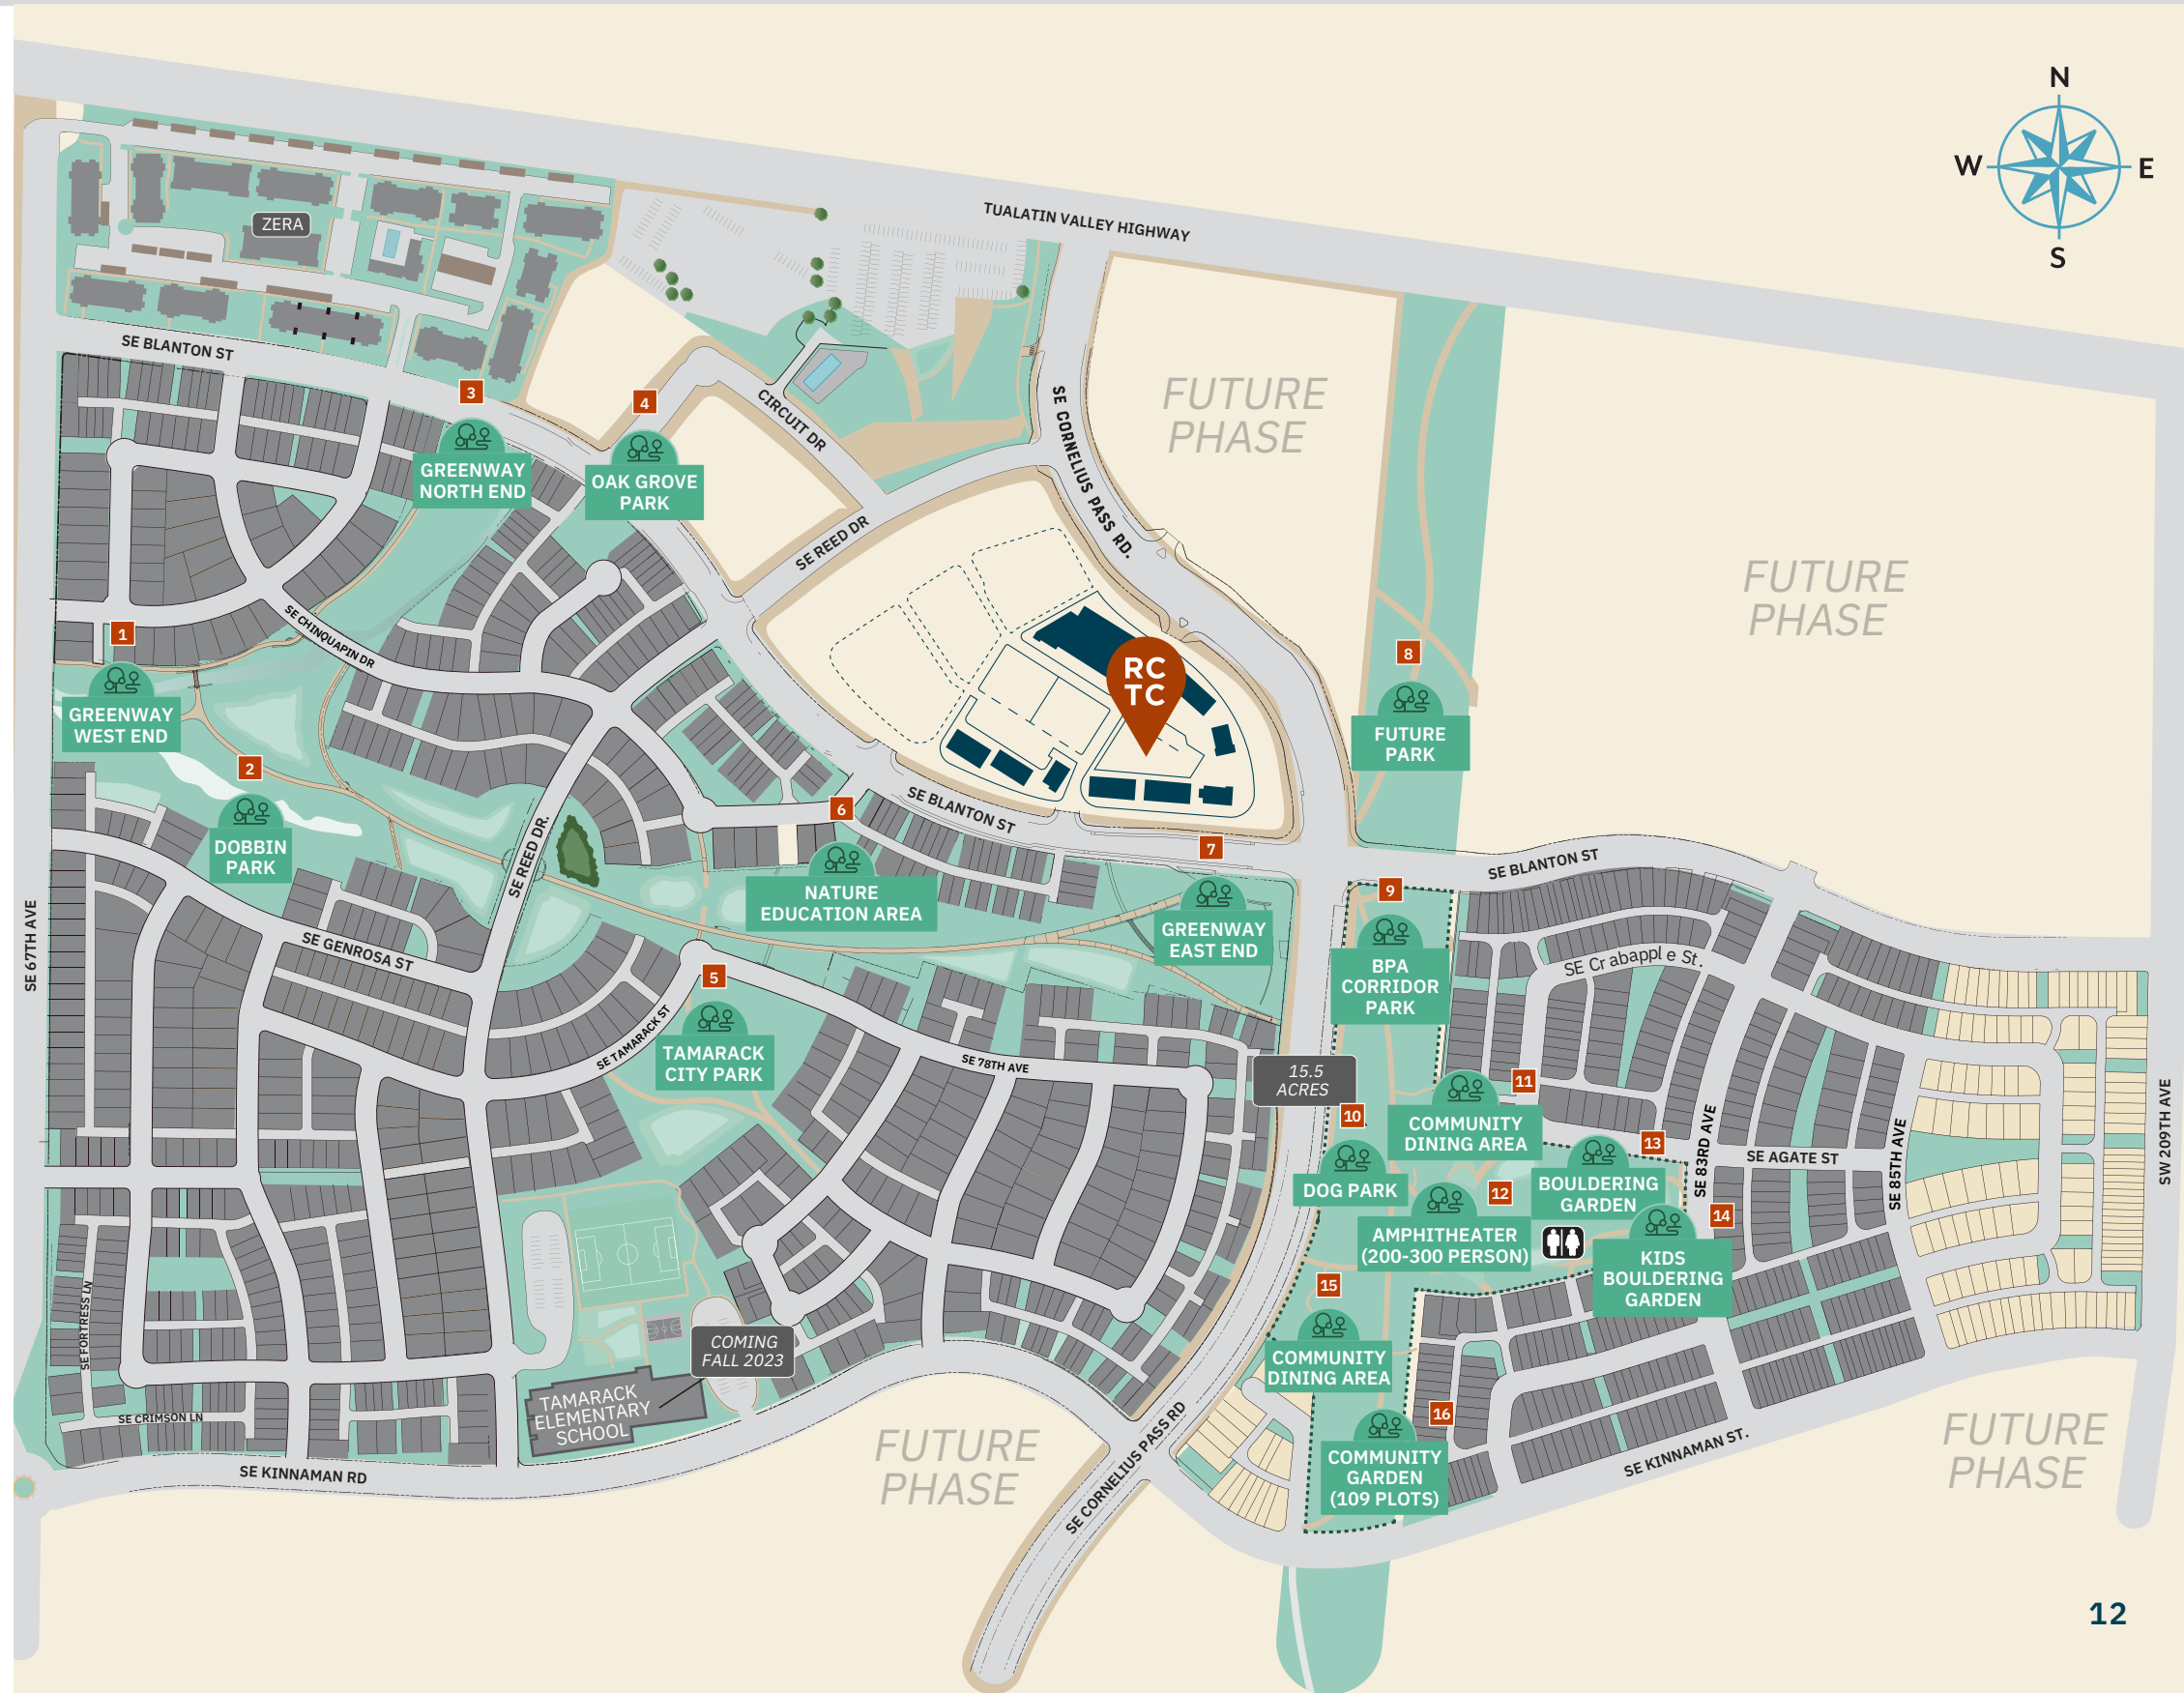 N
W
E
S
TUALATIN VALLEY HIGHWAY
ZERA
SE BLANTON ST
3
GREENWAY
NORTH END
4
OAK GROVE
PARK
CIRCUIT DR
SE REED DR
SE CORNELIUS PASS RD.
FUTURE
PHASE
FUTURE
PHASE
1
GREENWAY
WEST END
SE CHINQUAPIN DR
RC
TC
8
FUTURE
PARK
2
DOBBIN
PARK
SE REED DR.
6
NATURE
EDUCATION AREA
SE BLANTON ST
7
GREENWAY
EAST END
SE BLANTON ST
9
BPA
CORRIDOR
PARK
SE Crabapple St.
SE 67TH AVE
SE GENROSA ST
5
TAMARACK
CITY PARK
SE TAMARACK ST
SE 78TH AVE
15.5
ACRES
10
DOG PARK
11
COMMUNITY
DINING AREA
12
AMPHITHEATER
(200-300 PERSON)
13
BOULDERING
GARDEN
14
KIDS
BOULDERING
GARDEN
SE 83RD AVE
SE AGATE ST
SE 85TH AVE
SW 209TH AVE
15
COMMUNITY
DINING AREA
16
COMMUNITY
GARDEN
(109 PLOTS)
SE FORTRESS LN
SE CRIMSON LN
COMING
FALL 2023
TAMARACK
ELEMENTARY
SCHOOL
SE KINNAMAN RD
FUTURE
PHASE
SE CORNELIUS PASS RD
SE KINNAMAN ST.
FUTURE
PHASE
12